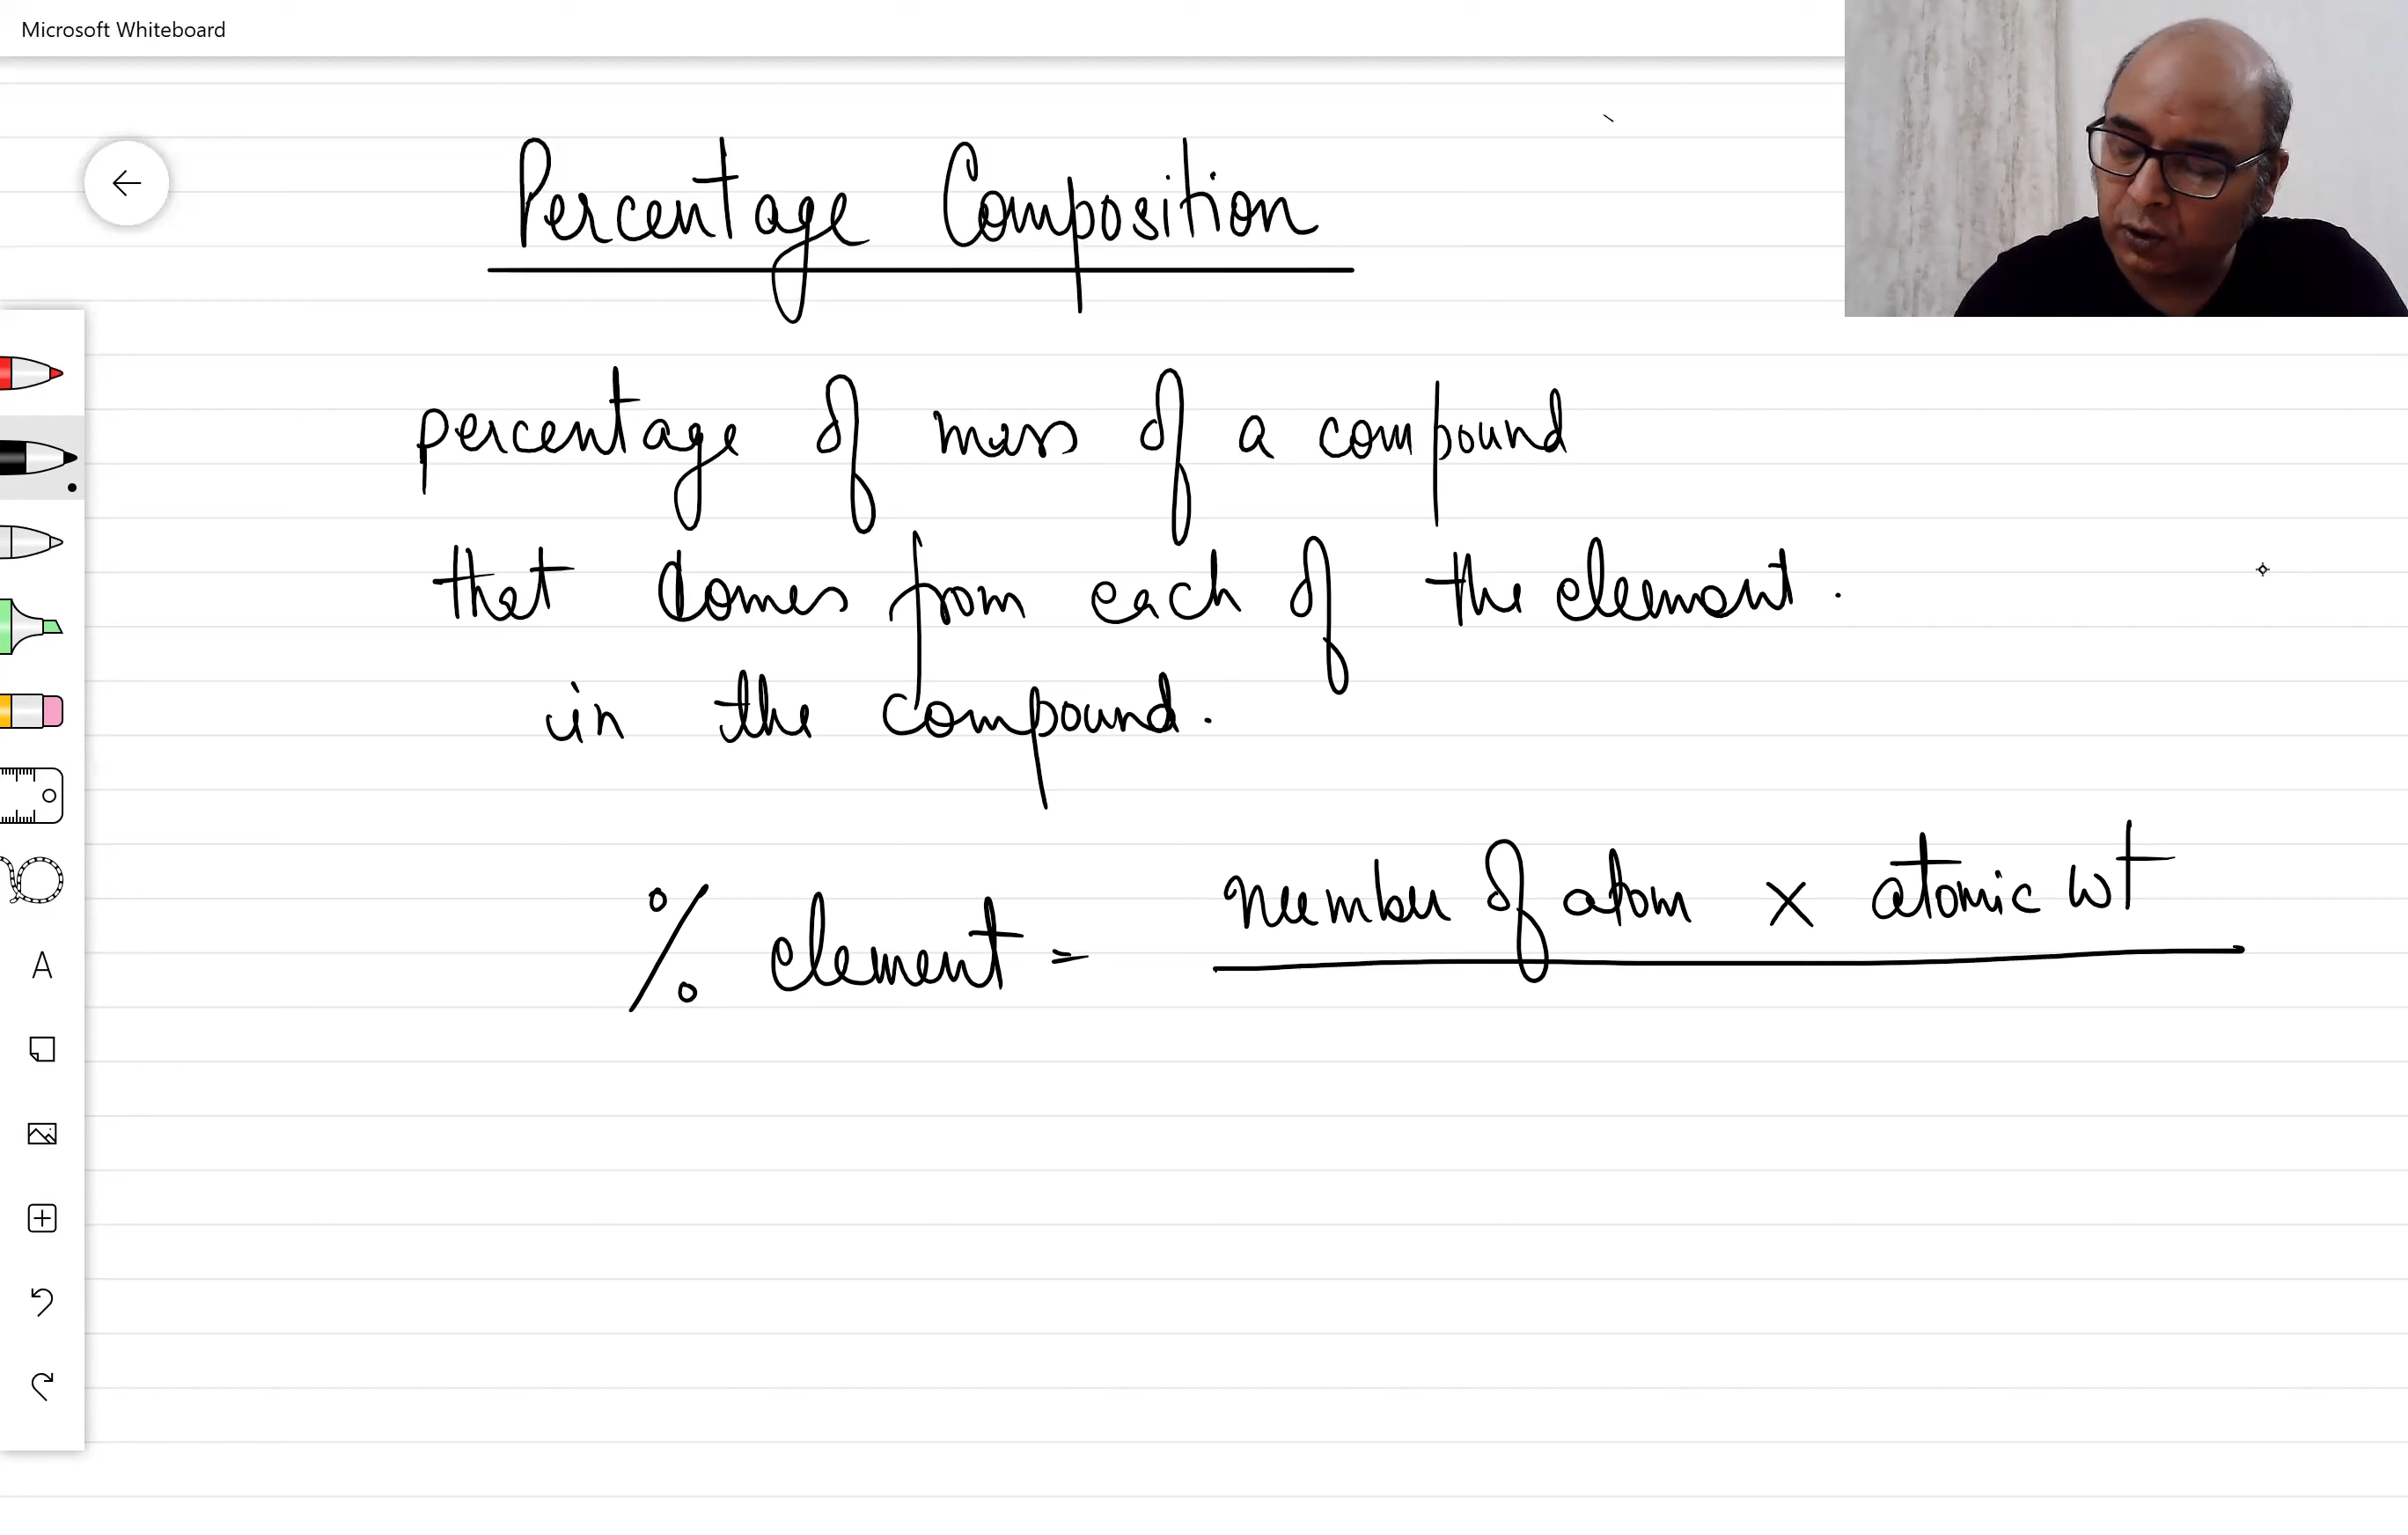 Microsoft Whiteboard
Percentage Composition
percentage of mass of a compound
that comes from each of the element.
in the compound.
% element = number of atom × atomic wt
A